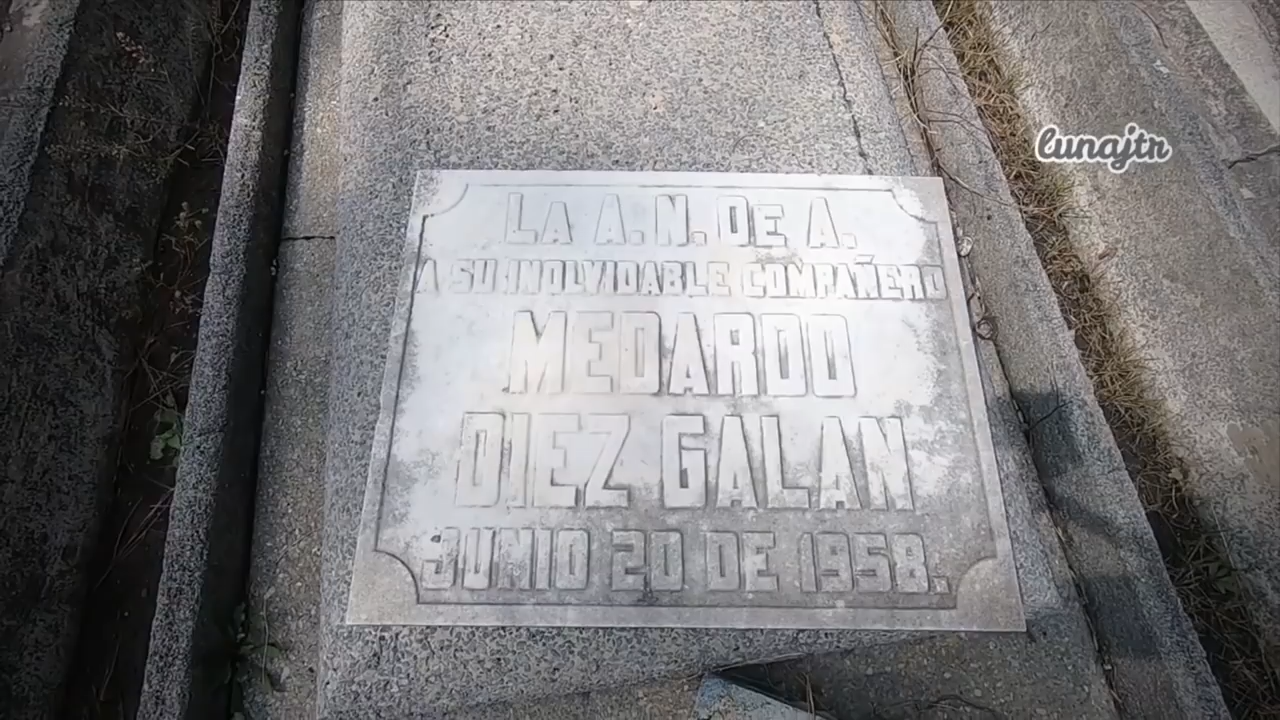 lunajtr
LA A. N. DE A.
A SU INOLVIDABLE COMPAÑERO
MEDARDO
DIEZ GALAN
JUNIO 20 DE 1958.